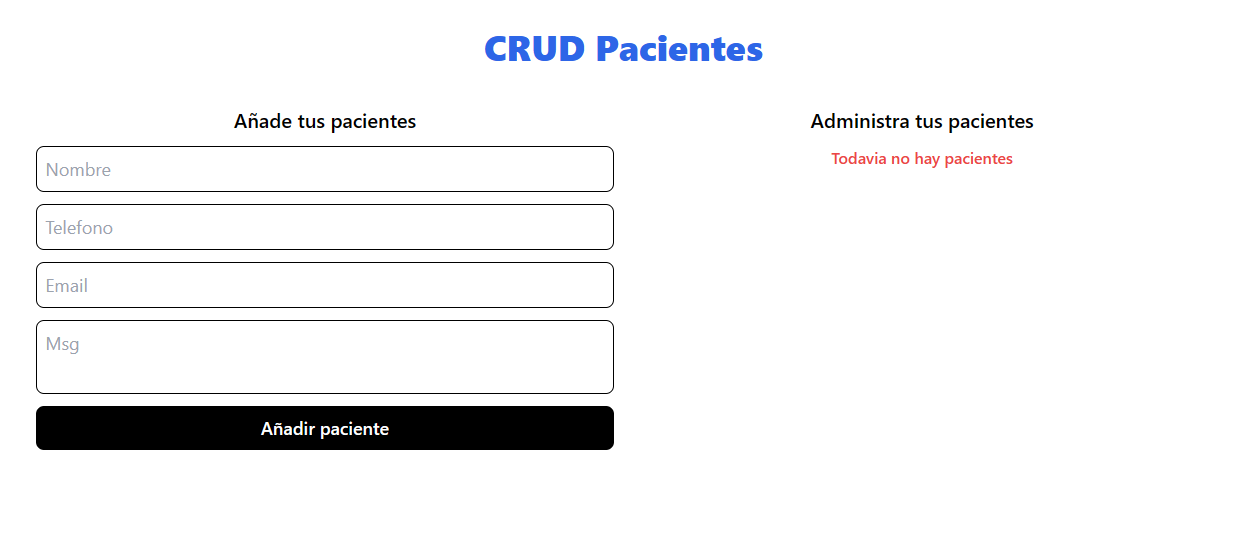 CRUD Pacientes
Añade tus pacientes
Nombre
Telefono
Email
Msg
Añadir paciente
Administra tus pacientes
Todavia no hay pacientes